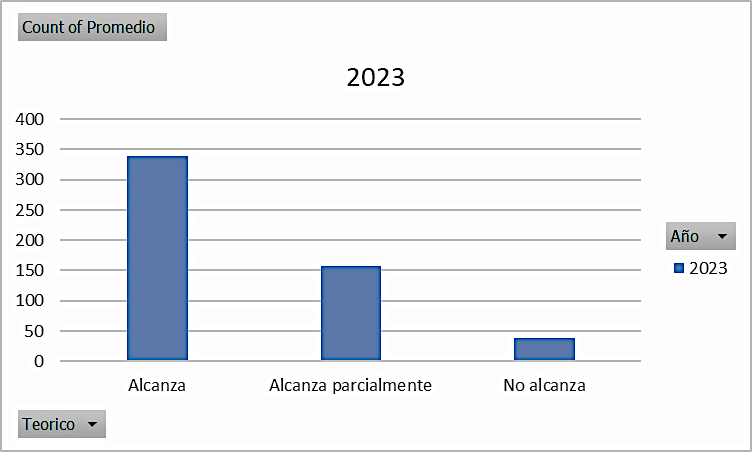 Count of Promedio
2023
400
350
300
250
200
150
100
50
0
Alcanza
Alcanza parcialmente
No alcanza
Año
2023
Teorico